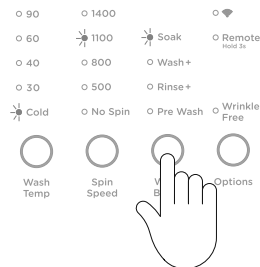 90 1400
60 1100 Soak Remote
Hold 3s
40 800 Wash+
30 500 Rinse+
Cold No Spin Pre Wash Wrinkle
Free
Wash Spin Options
Temp Speed